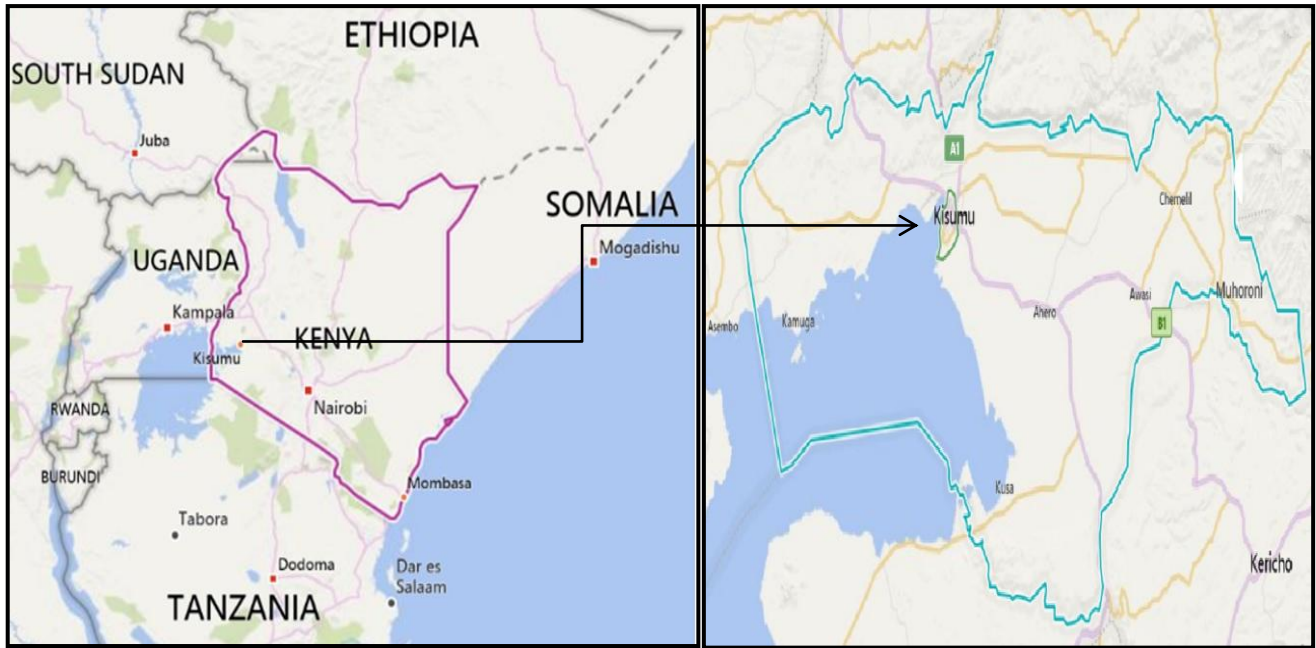 ETHIOPIA
SOUTH SUDAN
Juba
SOMALIA
Mogadishu
UGANDA
Kampala
KENYA
Kisumu
Nairobi
RWANDA
BURUNDI
Mombasa
Tabora
Dodoma
Dar es
Salaam
TANZANIA
A1
Chemelil
Kisumu
Awasi
Muhoroni
Ahero
B1
Asembo
Kamuga
Kusa
Kericho